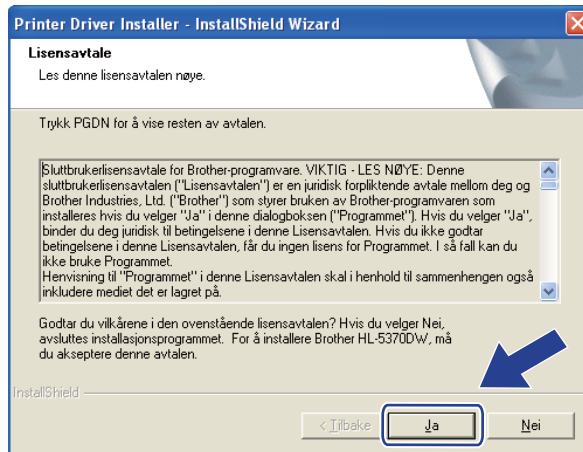 Printer Driver Installer - InstallShield Wizard
Lisensavtale
Les denne lisensavtalen nøye.
Trykk PGDN for å vise resten av avtalen.
Sluttbrukerlisensavtale for Brother-programvare. VIKTIG - LES NØYE: Denne
sluttbrukerlisensavtalen ("Lisensavtalen") er en juridisk forpliktende avtale mellom deg og
Brother Industries, Ltd. ("Brother") som styrer bruken av Brother-programvaren som
installeres hvis du velger "Ja" i denne dialogboksen ("Programmet"). Hvis du velger "Ja",
binder du deg juridisk til betingelsene i denne Lisensavtalen. Hvis du ikke godtar
betingelsene i denne Lisensavtalen, får du ingen lisens for Programmet. I så fall kan du
ikke bruke Programmet.
Henvisning til "Programmet" i denne Lisensavtalen skal i henhold til sammenhengen også
inkludere mediet det er lagret på.
Godtar du vilkårene i den ovenstående lisensavtalen? Hvis du velger Nei,
avsluttes installasjonsprogrammet. For å installere Brother HL-5370DW, må
du akseptere denne avtalen.
InstallShield
< Tilbake Ja Nei